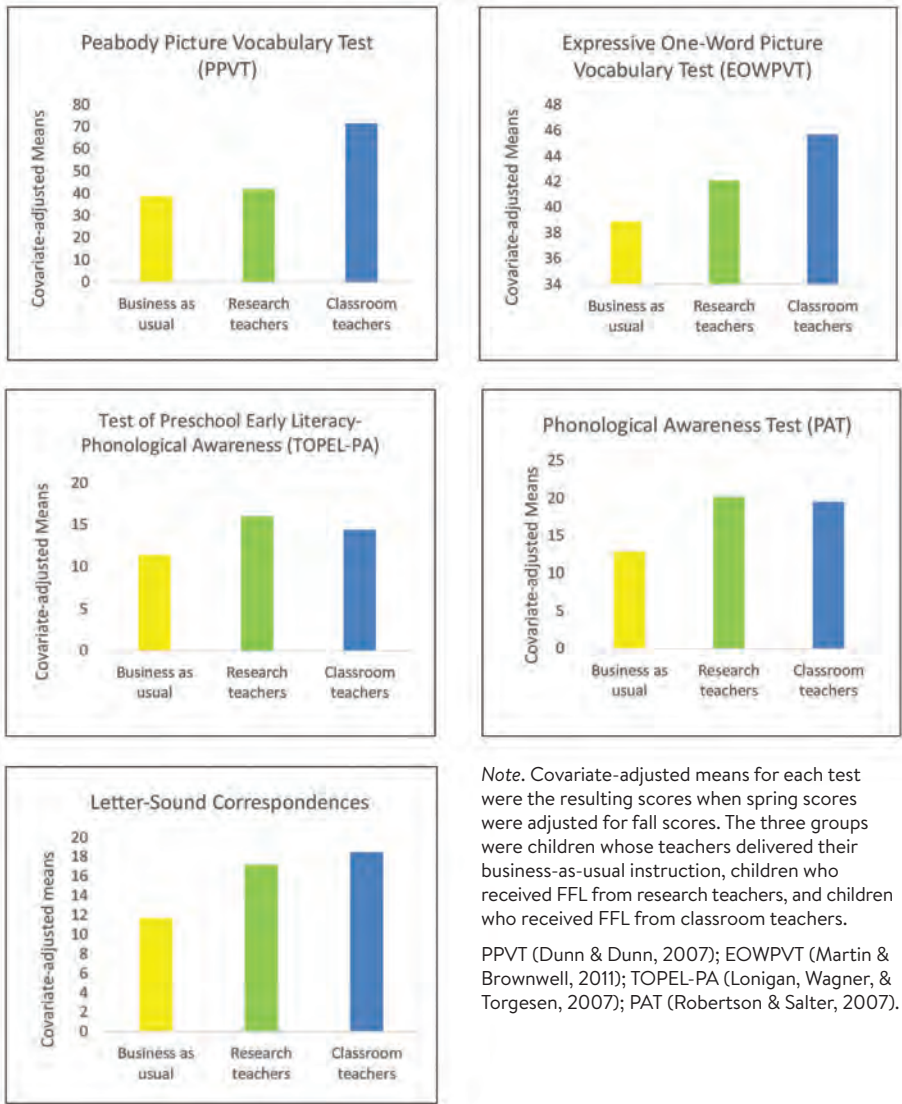 Peabody Picture Vocabulary Test
(PPVT)
Covariate-adjusted Means
80
70
60
50
40
30
20
10
0
Business as
usual
Research
teachers
Classroom
teachers
Expressive One-Word Picture
Vocabulary Test (EOWPVT)
Covariate-adjusted Means
48
46
44
42
40
38
36
34
Business as
usual
Research
teachers
Classroom
teachers
Test of Preschool Early Literacy-
Phonological Awareness (TOPEL-PA)
Covariate-adjusted Means
20
15
10
5
0
Business as
usual
Research
teachers
Classroom
teachers
Phonological Awareness Test (PAT)
Covariate-adjusted Means
25
20
15
10
5
0
Business as
usual
Research
teachers
Classroom
teachers
Letter-Sound Correspondences
Covariate-adjusted means
20
18
16
14
12
10
8
6
4
2
0
Business as
usual
Research
teachers
Classroom
teachers
Note. Covariate-adjusted means for each test
were the resulting scores when spring scores
were adjusted for fall scores. The three groups
were children whose teachers delivered their
business-as-usual instruction, children who
received FFL from research teachers, and children
who received FFL from classroom teachers.
PPVT (Dunn & Dunn, 2007); EOWPVT (Martin &
Brownwell, 2011); TOPEL-PA (Lonigan, Wagner, &
Torgesen, 2007); PAT (Robertson & Salter, 2007).